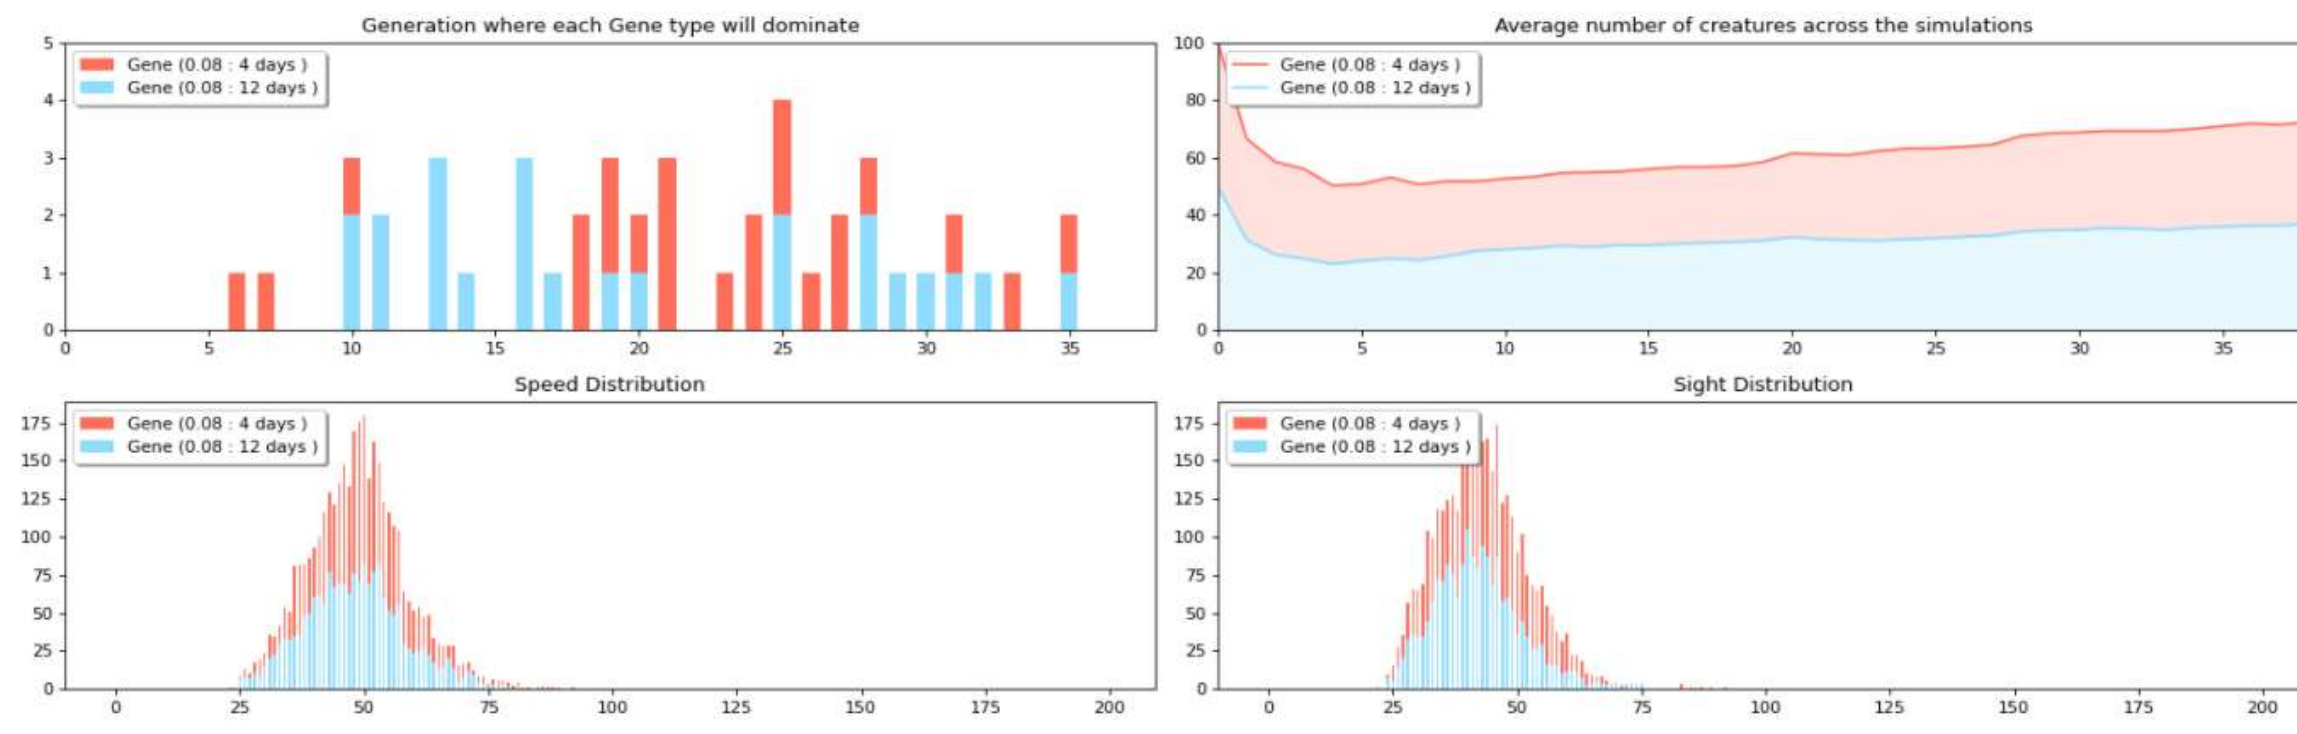 Generation where each Gene type will dominate
5
4
3
2
1
0
Gene (0.08 : 4 days )
Gene (0.08 : 12 days )
0 5 10 15 20 25 30 35
Average number of creatures across the simulations
100
80
60
40
20
0
Gene (0.08 : 4 days )
Gene (0.08 : 12 days )
0 5 10 15 20 25 30 35
Speed Distribution
175
150
125
100
75
50
25
0
Gene (0.08 : 4 days )
Gene (0.08 : 12 days )
0 25 50 75 100 125 150 175 200
Sight Distribution
175
150
125
100
75
50
25
0
Gene (0.08 : 4 days )
Gene (0.08 : 12 days )
0 25 50 75 100 125 150 175 200